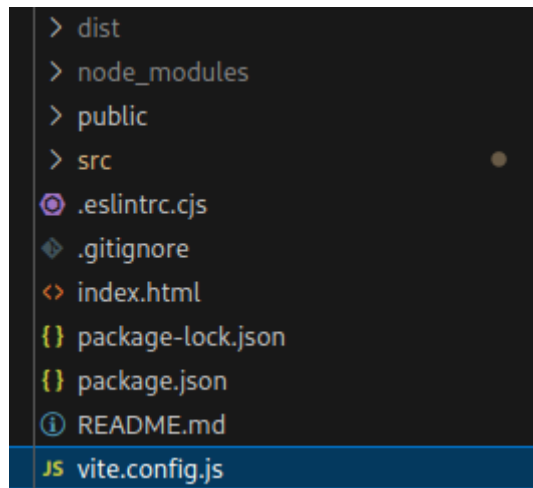 dist
node_modules
public
src
.eslintrc.cjs
.gitignore
<> index.html
{} package-lock.json
{} package.json
README.md
JS vite.config.js